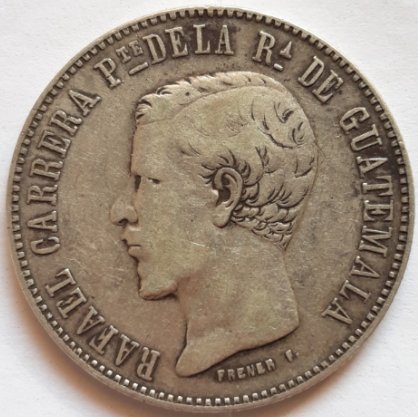 RAFAEL CARRERA Pᵀᴱ DE LA Rᴬ DE GUATEMALA
FRENER F.